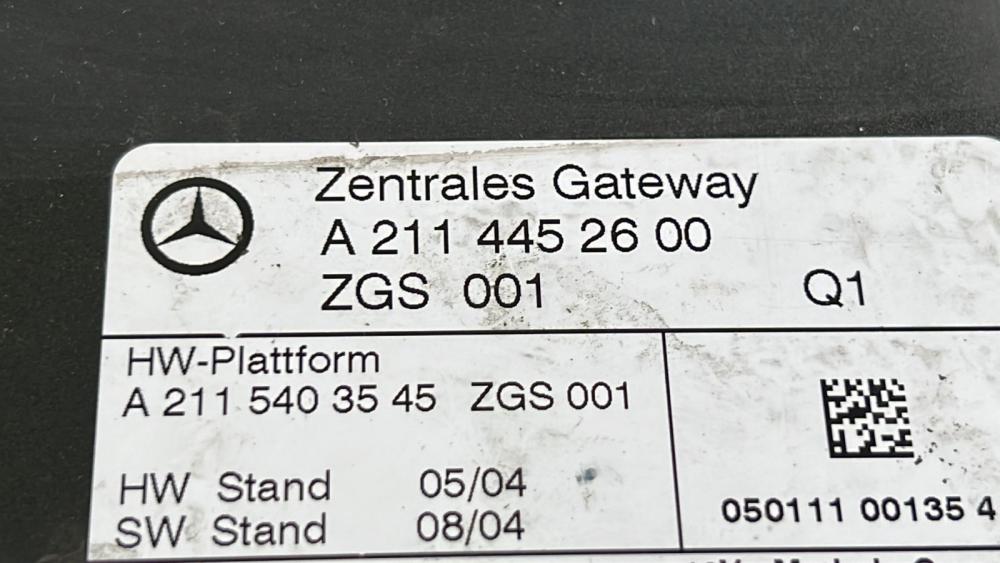 Zentrales Gateway
A 211 445 26 00
ZGS 001 Q1
HW-Plattform
A 211 540 35 45 ZGS 001
HW Stand 05/04
SW Stand 08/04
050111 00135 4